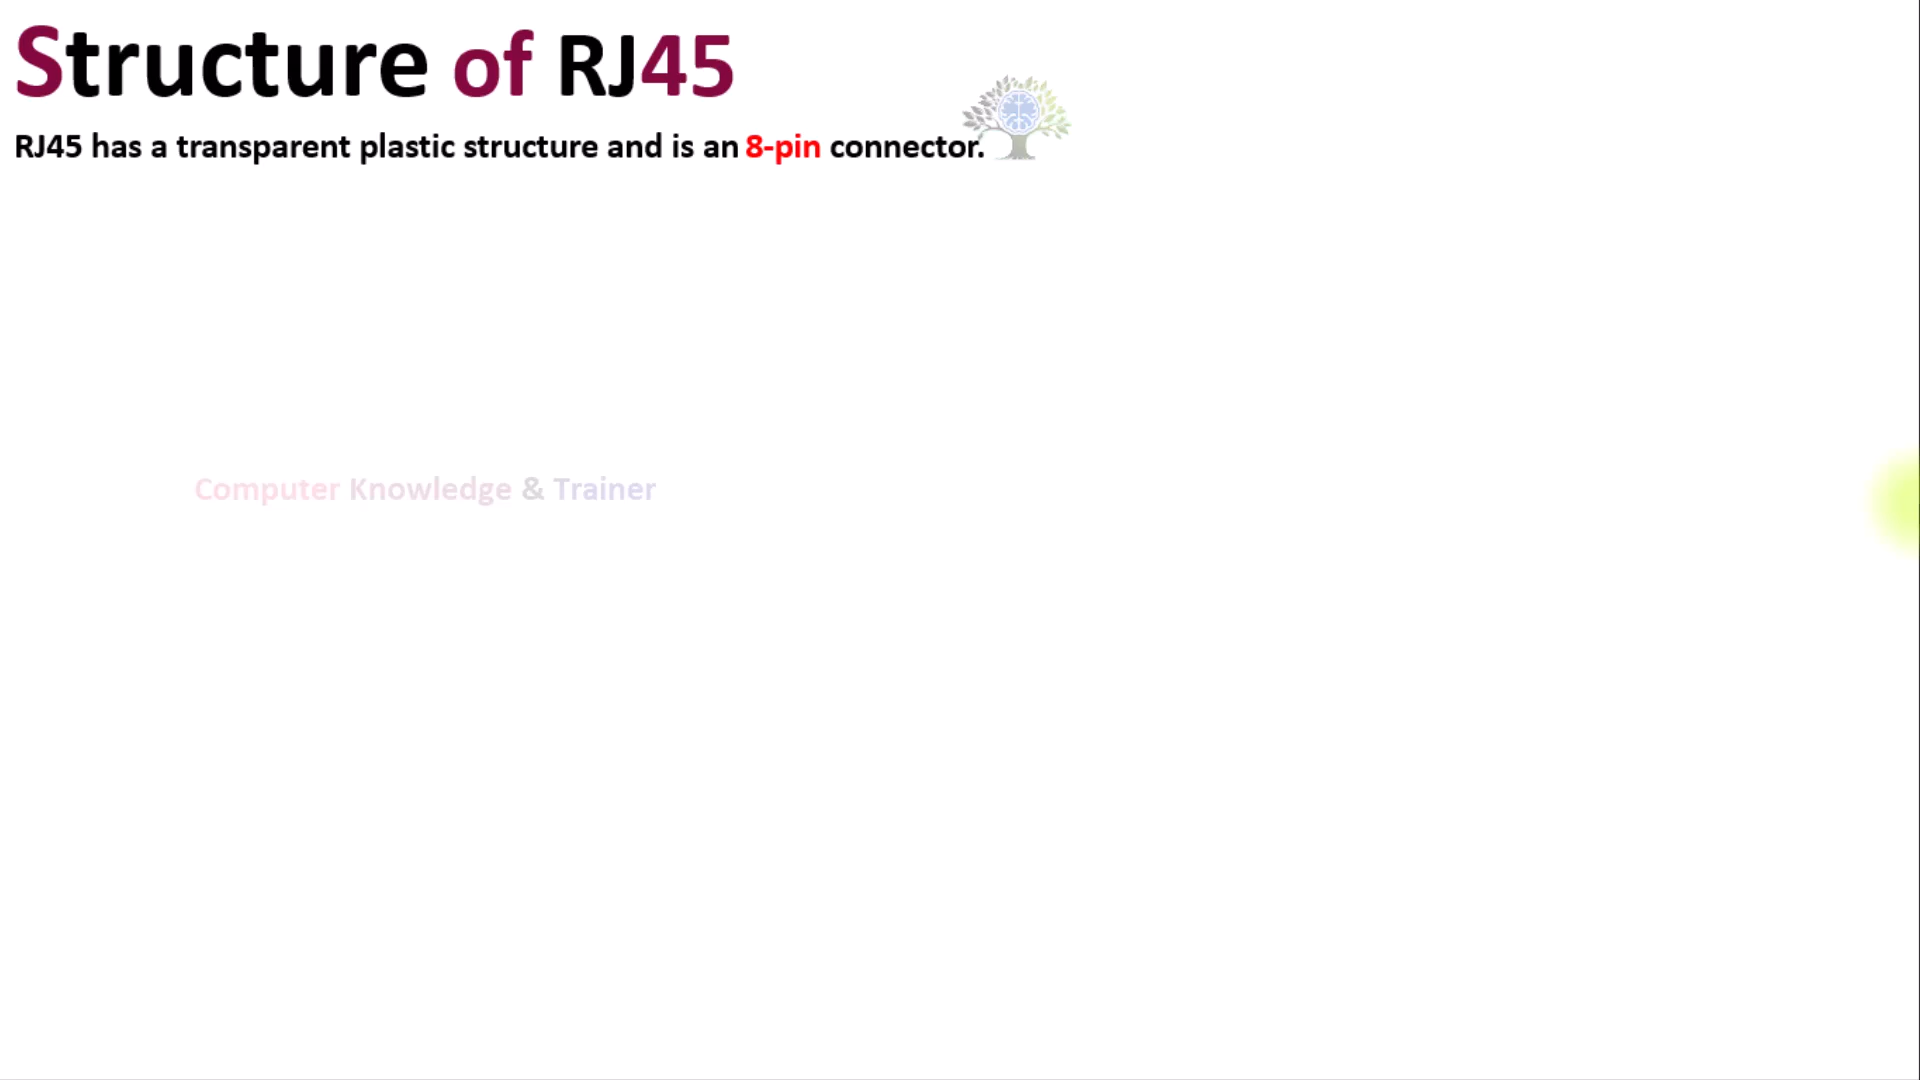 Structure of RJ45
RJ45 has a transparent plastic structure and is an 8-pin connector.
Computer Knowledge & Trainer